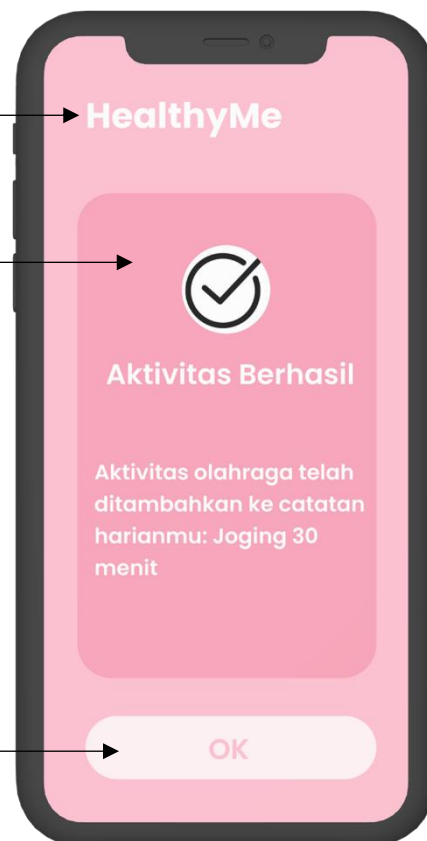 HealthyMe
Aktivitas Berhasil
Aktivitas olahraga telah
ditambahkan ke catatan
harianmu: Joging 30
menit
OK